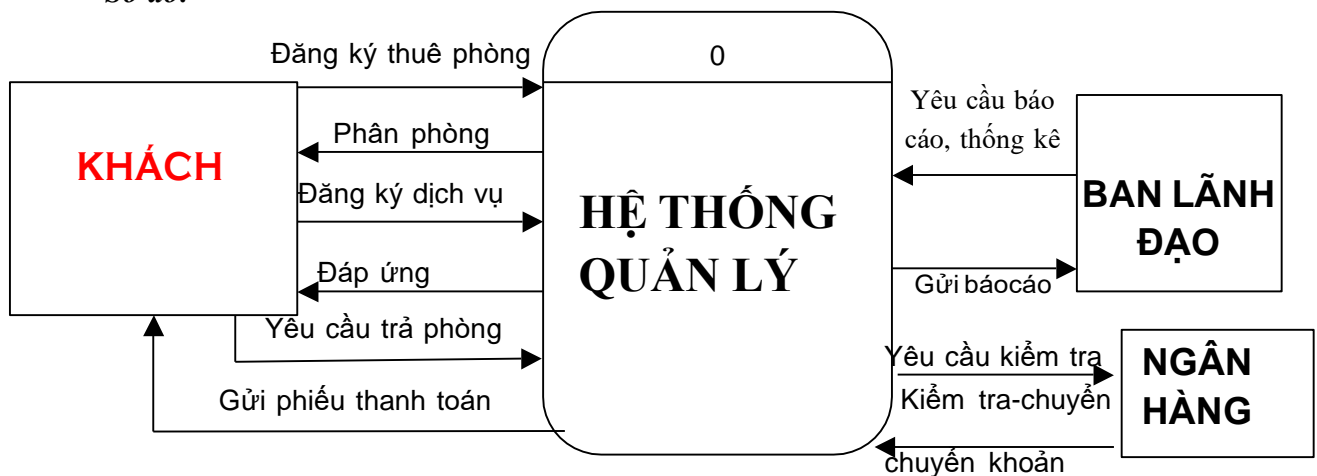 Sơ đồ:
Đăng ký thuê phòng
0
KHÁCH
Phân phòng
Đăng ký dịch vụ
Đáp ứng
Yêu cầu trả phòng
Gửi phiếu thanh toán
HỆ THỐNG
QUẢN LÝ
Yêu cầu báo
cáo, thống kê
BAN LÃNH
ĐẠO
Gửi báocáo
Yêu cầu kiểm tra
Kiểm tra-chuyển
chuyển khoản
NGÂN
HÀNG